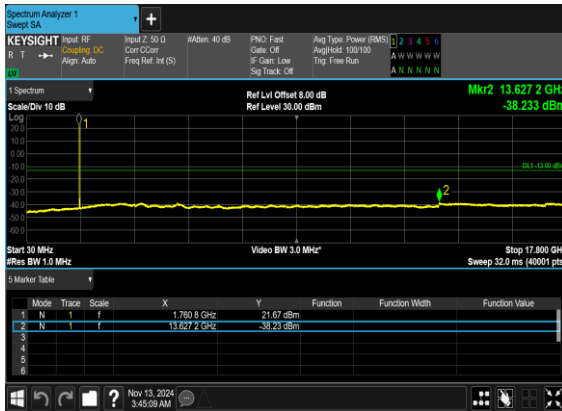 Spectrum Analyzer 1
Swept SA
+
KEYSIGHT Input: RF Input Z: 50 Ω #Atten: 40 dB PNO: Fast Avg Type: Power (RMS) 1 2 3 4 5 6
R T Coupling: DC Corr CCorr Gate: Off Avg|Hold: 100/100 A W W W W W
Align: Auto Freq Ref: Int (S) IF Gain: Low Trig: Free Run
Sig Track: Off A N N N N N
1 Spectrum Ref Lvl Offset 8.00 dB Mkr2 13.627 2 GHz
Scale/Div 10 dB Ref Level 30.00 dBm -38.233 dBm
Log
1
20.0
10.0
0.00
-10.0
DL1 -13.00 dBm
-20.0
-30.0
2
-40.0
-50.0
-60.0
Start 30 MHz Video BW 3.0 MHz* Stop 17.800 GHz
#Res BW 1.0 MHz Sweep 32.0 ms (40001 pts)
5 Marker Table
Mode Trace Scale X Y Function Function Width Function Value
1 N 1 f 1.760 8 GHz 21.67 dBm
2 N 1 f 13.627 2 GHz -38.23 dBm
3
4
5
6
? Nov 13, 2024
3:45:09 AM